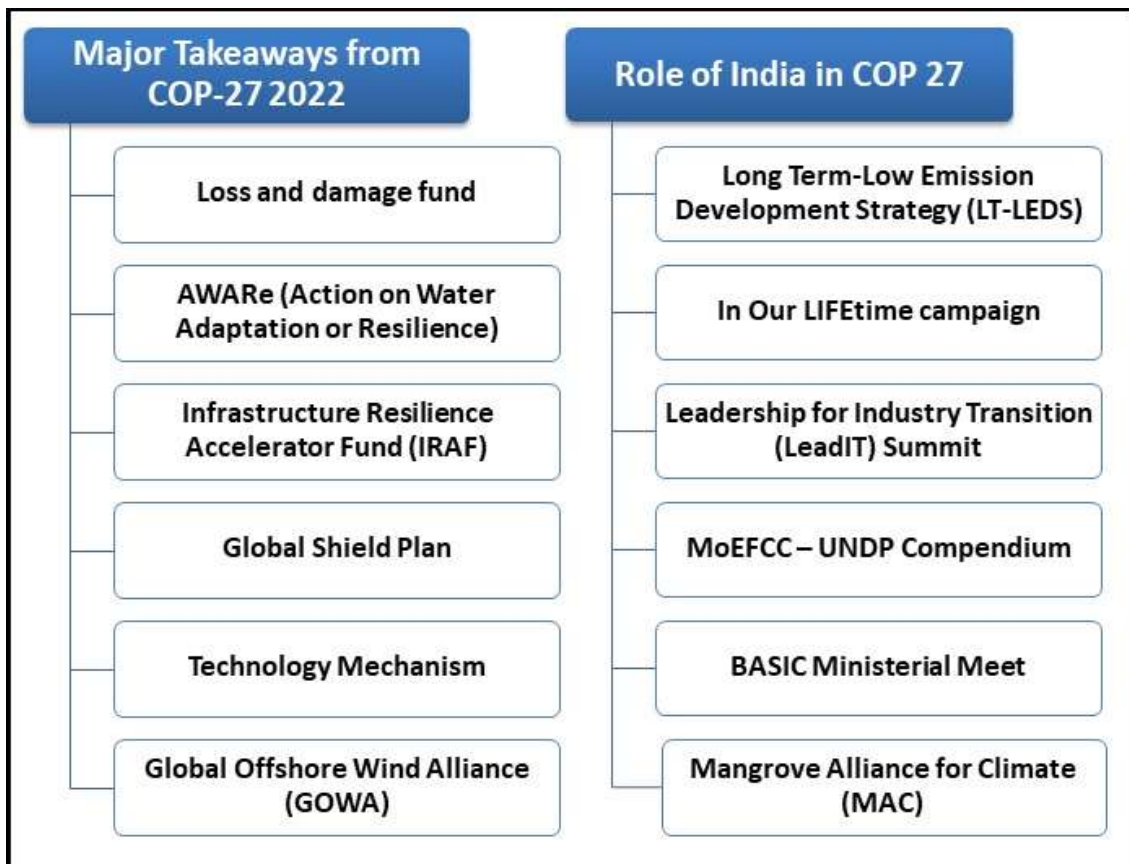 Major Takeaways from
COP-27 2022
Loss and damage fund
AWARe (Action on Water
Adaptation or Resilience)
Infrastructure Resilience
Accelerator Fund (IRAF)
Global Shield Plan
Technology Mechanism
Global Offshore Wind Alliance
(GOWA)
Role of India in COP 27
Long Term-Low Emission
Development Strategy (LT-LEDS)
In Our LIFEtime campaign
Leadership for Industry Transition
(LeadIT) Summit
MoEFCC – UNDP Compendium
BASIC Ministerial Meet
Mangrove Alliance for Climate
(MAC)